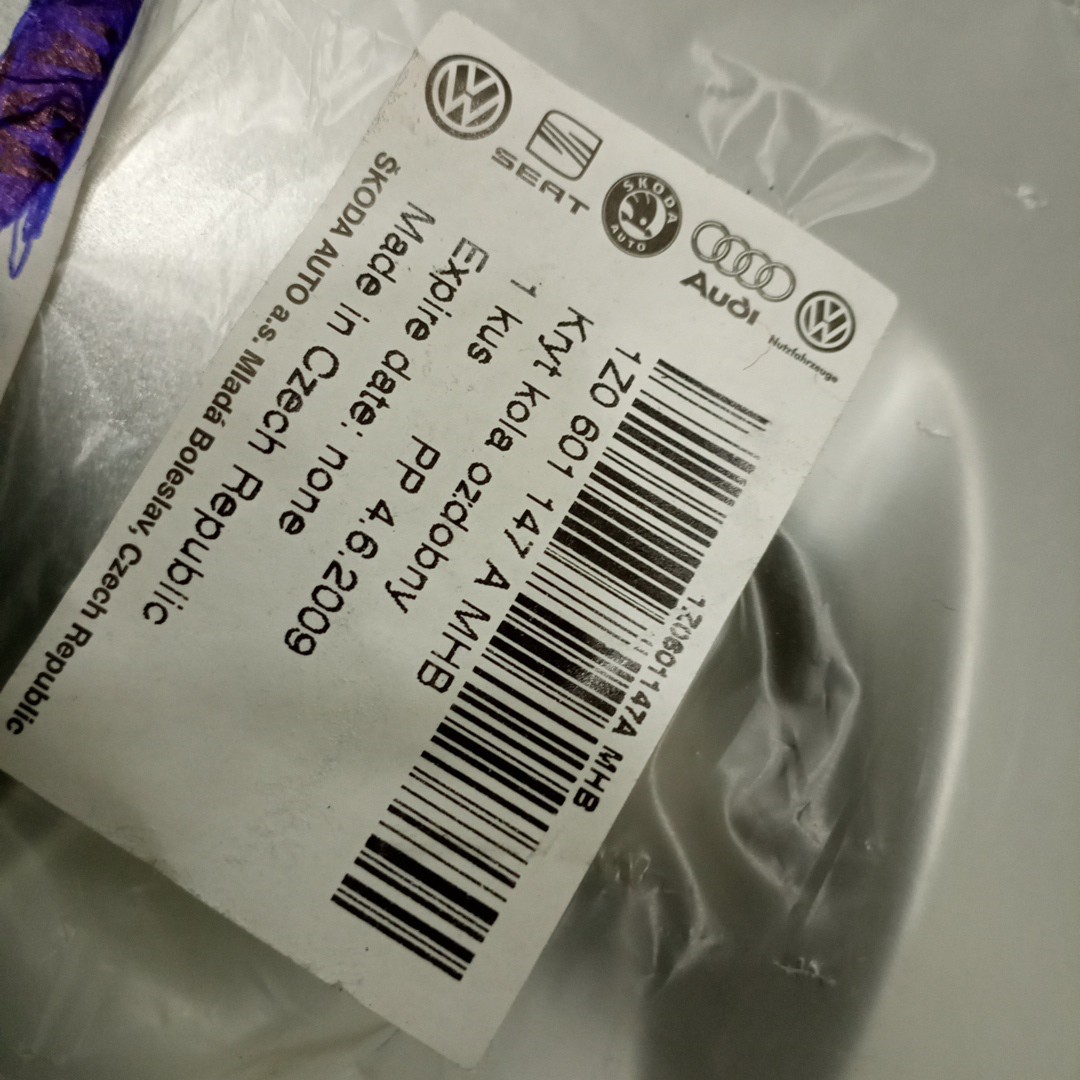 SEAT
ŠKODA
AUTO
Audi
Nutzfahrzeuge
1Z0601147A MHB
1Z0 601 147 A MHB
Kryt kola ozdobny
1 kus PP 4.6.2009
Expire date: none
Made in Czech Republic
ŠKODA AUTO a.s. Mladá Boleslav, Czech Republic